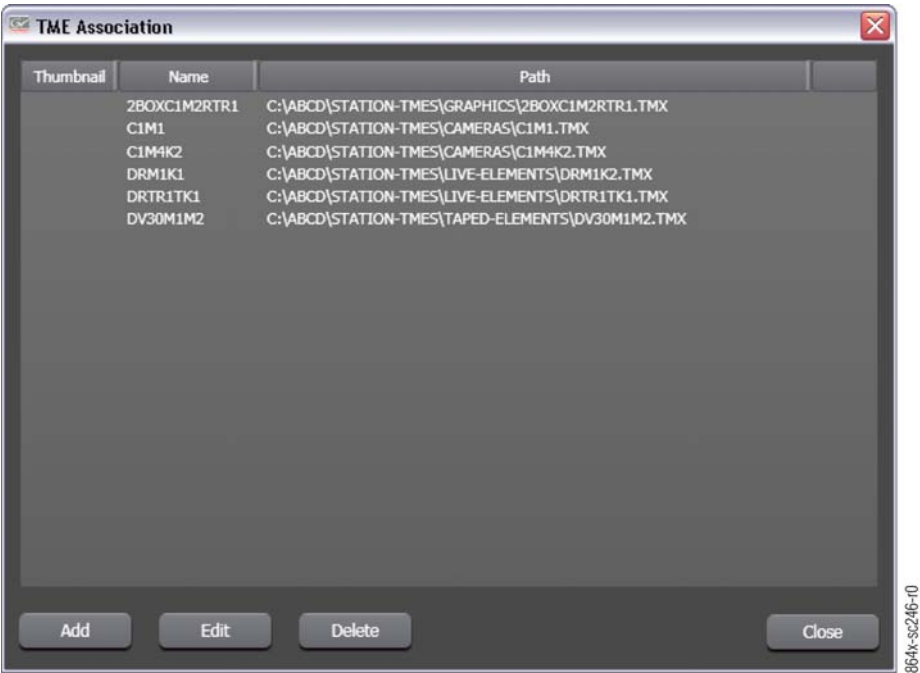 TME Association
Thumbnail Name Path
2BOXC1M2RTR1 C:\ABCD\STATION-TMES\GRAPHICS\2BOXC1M2RTR1.TMX
C1M1 C:\ABCD\STATION-TMES\CAMERAS\C1M1.TMX
C1M4K2 C:\ABCD\STATION-TMES\CAMERAS\C1M4K2.TMX
DRM1K1 C:\ABCD\STATION-TMES\LIVE-ELEMENTS\DRM1K2.TMX
DRTR1TK1 C:\ABCD\STATION-TMES\LIVE-ELEMENTS\DRTR1TK1.TMX
DV30M1M2 C:\ABCD\STATION-TMES\TAPED-ELEMENTS\DV30M1M2.TMX
Add Edit Delete Close
864x-sc246-r0